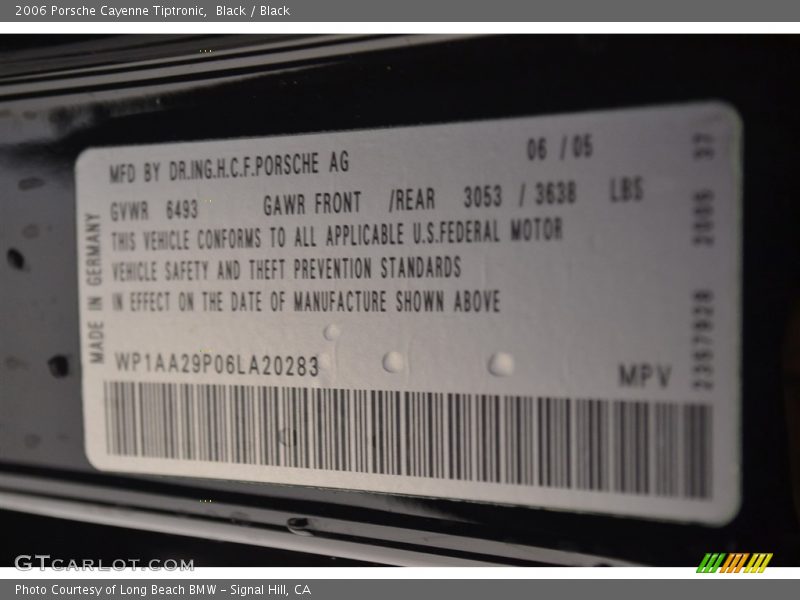 2006 Porsche Cayenne Tiptronic,  Black / Black
MFD BY DR.ING.H.C.F.PORSCHE AG 06 / 05
GVWR 6493 GAWR FRONT /REAR 3053 / 3638 LBS
THIS VEHICLE CONFORMS TO ALL APPLICABLE U.S.FEDERAL MOTOR
VEHICLE SAFETY AND THEFT PREVENTION STANDARDS
IN EFFECT ON THE DATE OF MANUFACTURE SHOWN ABOVE
MADE IN GERMANY
WP1AA29P06LA20283
MPV
GTCARLOT.COM
Photo Courtesy of Long Beach BMW - Signal Hill, CA